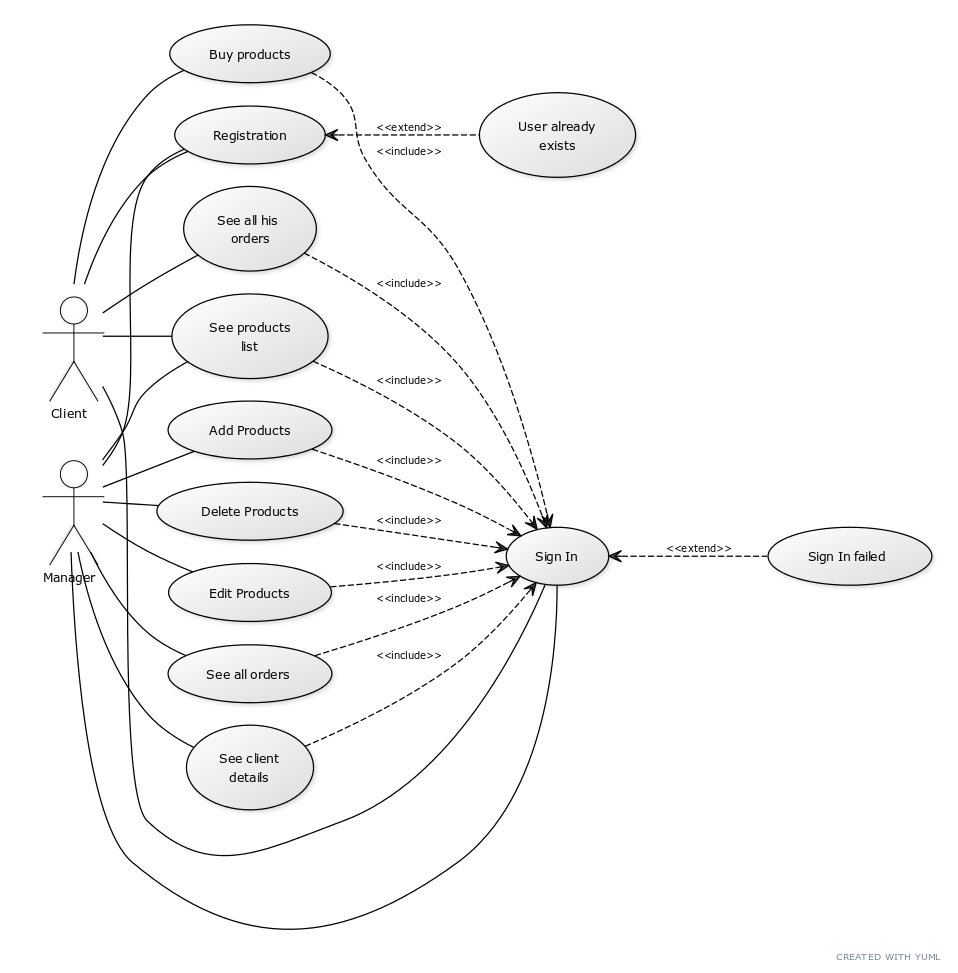 Buy products
Registration
<<extend>>
<<include>>
User already
exists
See all his
orders
<<include>>
See products
list
<<include>>
Client
Add Products
<<include>>
Delete Products
<<include>>
Sign In
<<extend>>
Sign In failed
Manager
Edit Products
<<include>>
<<include>>
See all orders
<<include>>
See client
details
CREATED WITH YUML